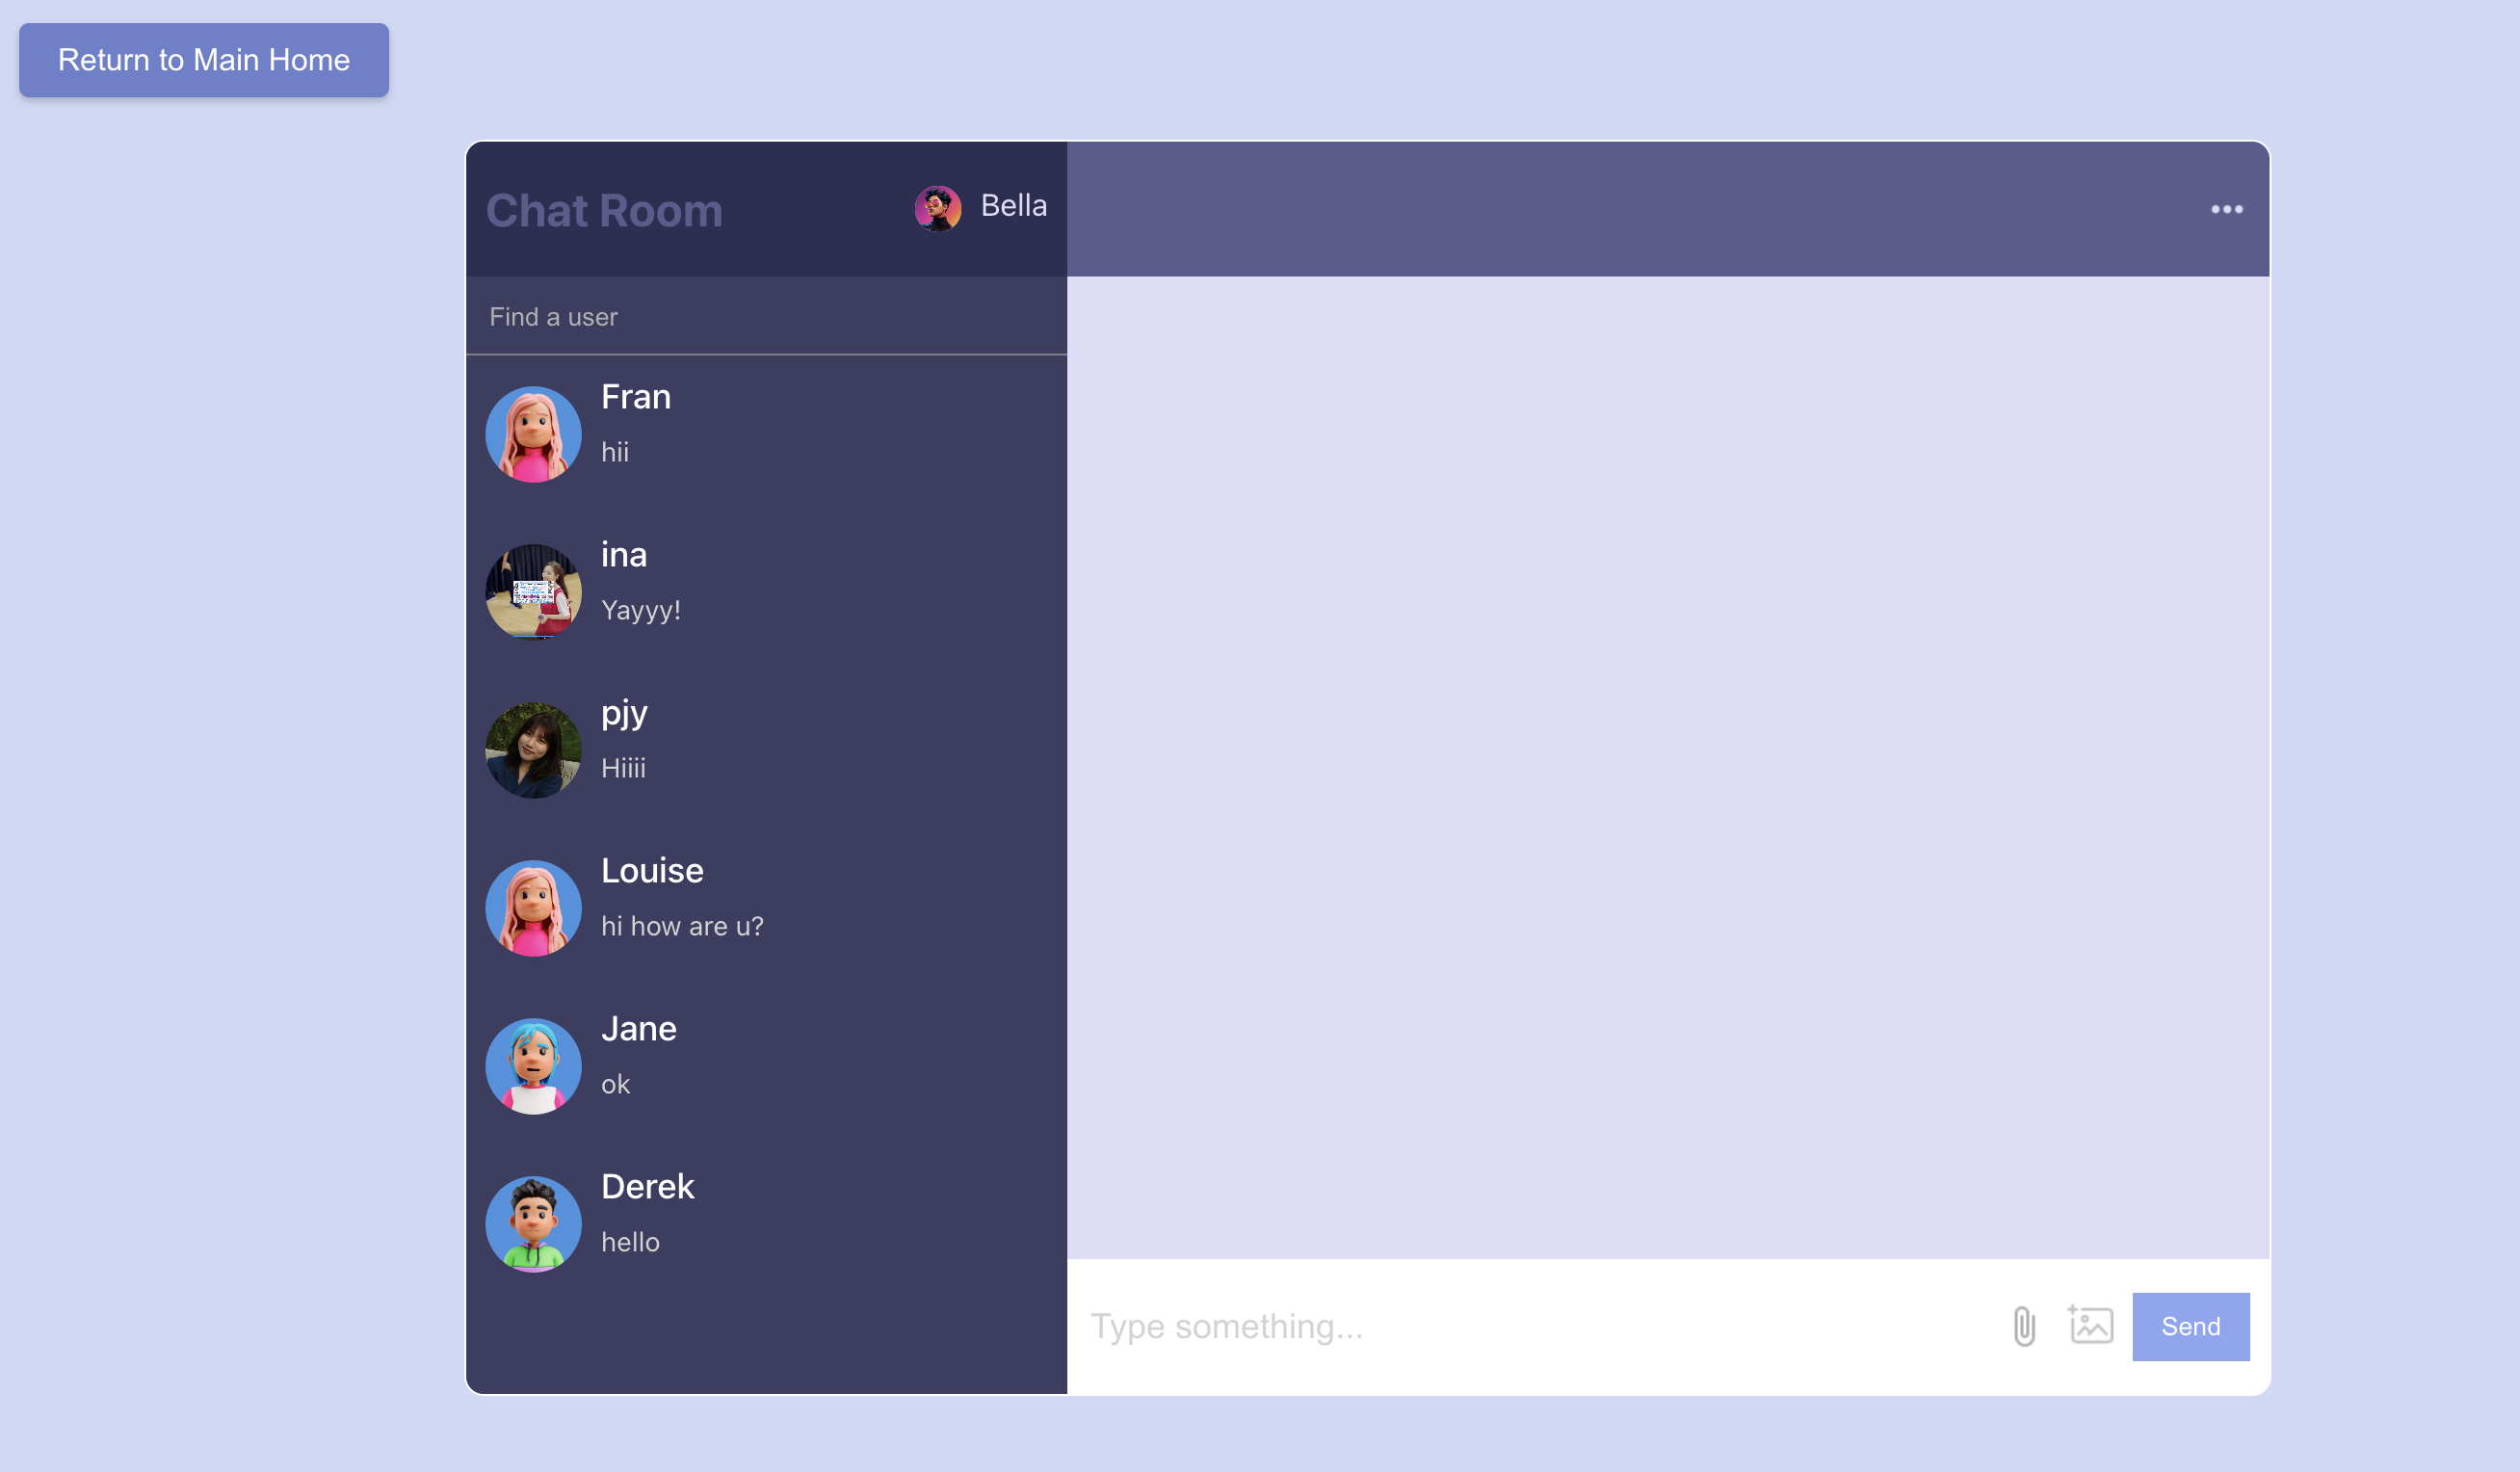 Return to Main Home
Chat Room
Bella
Find a user
Fran
hii
ina
Yayyy!
pjy
Hiiii
Louise
hi how are u?
Jane
ok
Derek
hello
Type something...
Send